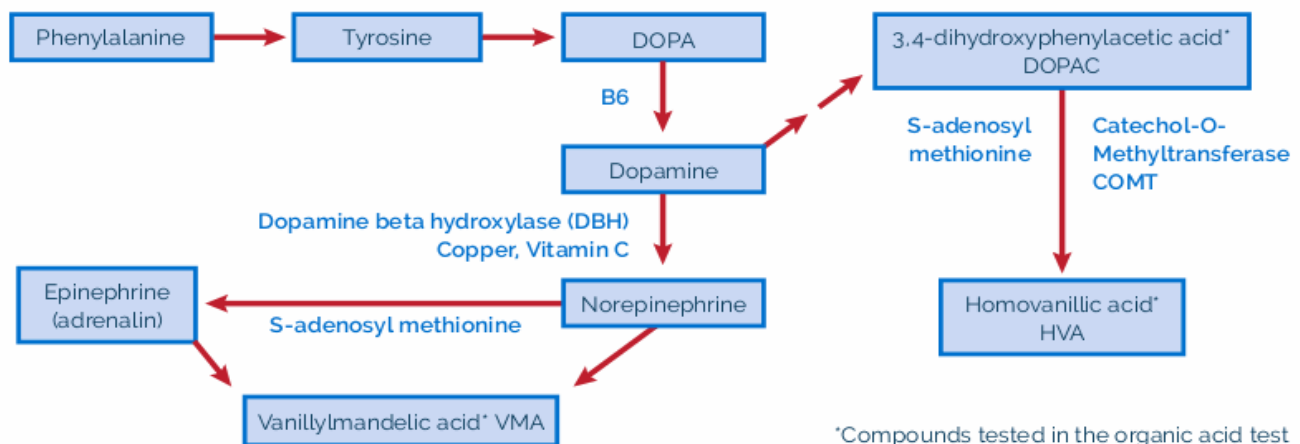 Phenylalanine
Tyrosine
DOPA
3,4-dihydroxyphenylacetic acid*
DOPAC
B6
S-adenosyl
methionine
Catechol-O-
Methyltransferase
COMT
Dopamine
Dopamine beta hydroxylase (DBH)
Copper, Vitamin C
Epinephrine
(adrenalin)
Norepinephrine
Homovanillic acid*
HVA
S-adenosyl methionine
Vanillylmandelic acid* VMA
*Compounds tested in the organic acid test